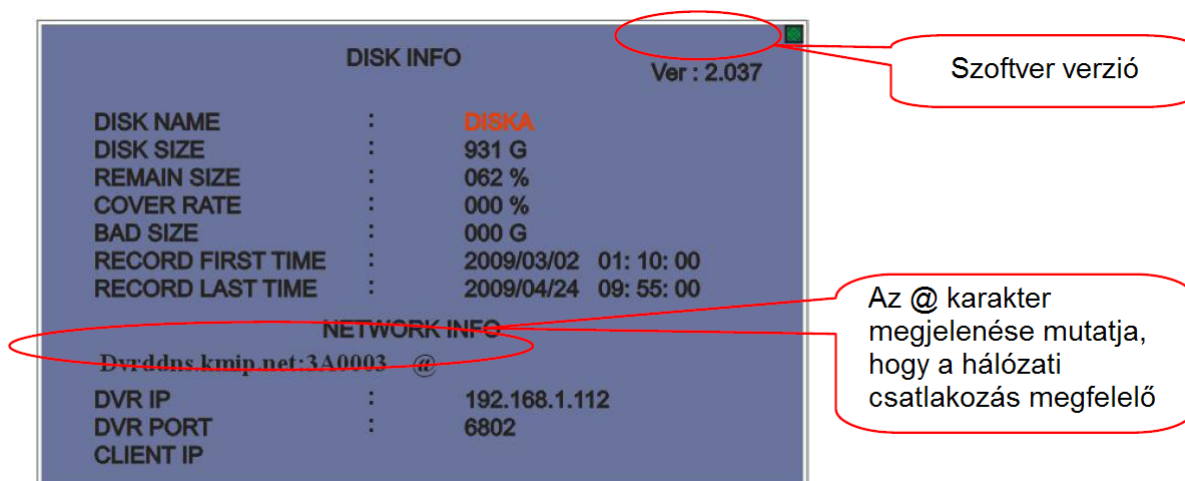 DISK INFO
Ver : 2.037
Szoftver verzió
DISK NAME : DISKA
DISK SIZE : 931 G
REMAIN SIZE : 062 %
COVER RATE : 000 %
BAD SIZE : 000 G
RECORD FIRST TIME : 2009/03/02 01: 10: 00
RECORD LAST TIME : 2009/04/24 09: 55: 00
NETWORK INFO
Dvrddns.kmip.net:3A0003 @
DVR IP : 192.168.1.112
DVR PORT : 6802
CLIENT IP
Az @ karakter
megjelenése mutatja,
hogy a hálózati
csatlakozás megfelelő